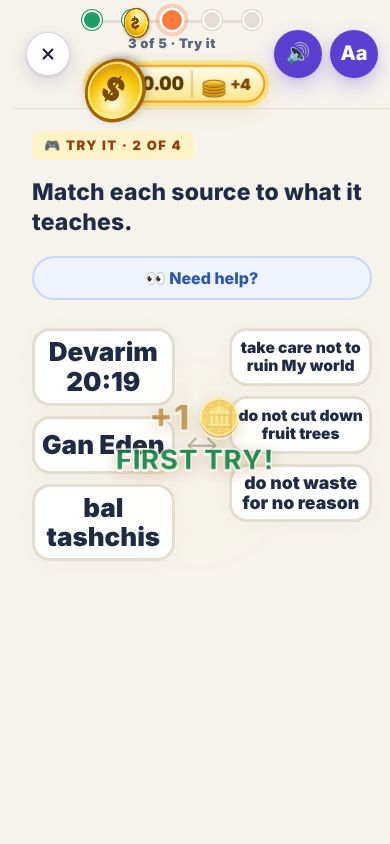 3 of 5 · Try it
0.00
+4
Aa
TRY IT · 2 OF 4
Match each source to what it
teaches.
Need help?
Devarim
20:19
take care not to
ruin My world
+1
Gan Eden
do not cut down
fruit trees
FIRST TRY!
bal
tashchis
do not waste
for no reason